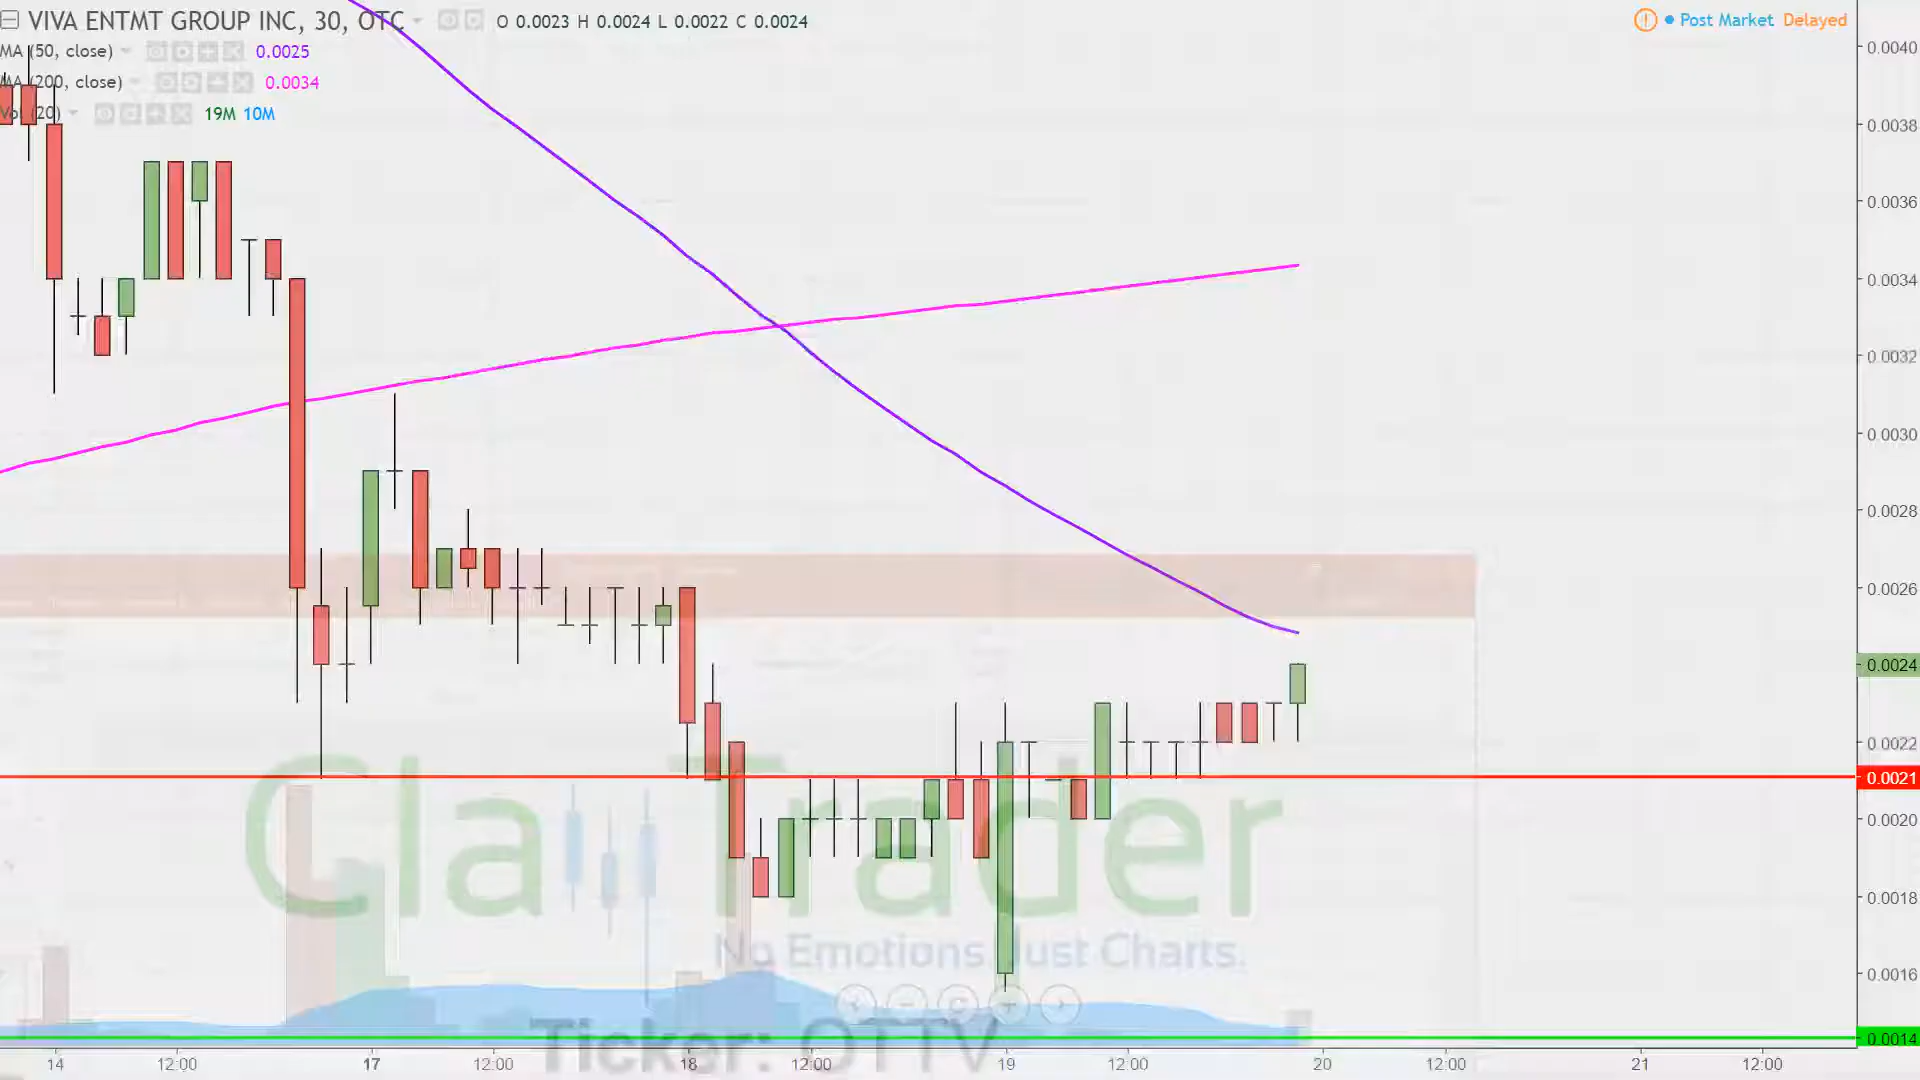 VIVA ENTMT GROUP INC, 30, OTC O 0.0023 H 0.0024 L 0.0022 C 0.0024
Post Market Delayed
MA (50, close) 0.0025
MA (200, close) 0.0034
Vol (20) 19M 10M
0.0040
0.0038
0.0036
0.0034
0.0032
0.0030
0.0028
0.0026
0.0024
0.0022
0.0021
0.0020
0.0018
0.0016
0.0014
Trader
No Emotions Just Charts.
Ticker: OTTV
14 12:00 17 12:00 18 12:00 19 12:00 20 12:00 21 12:00